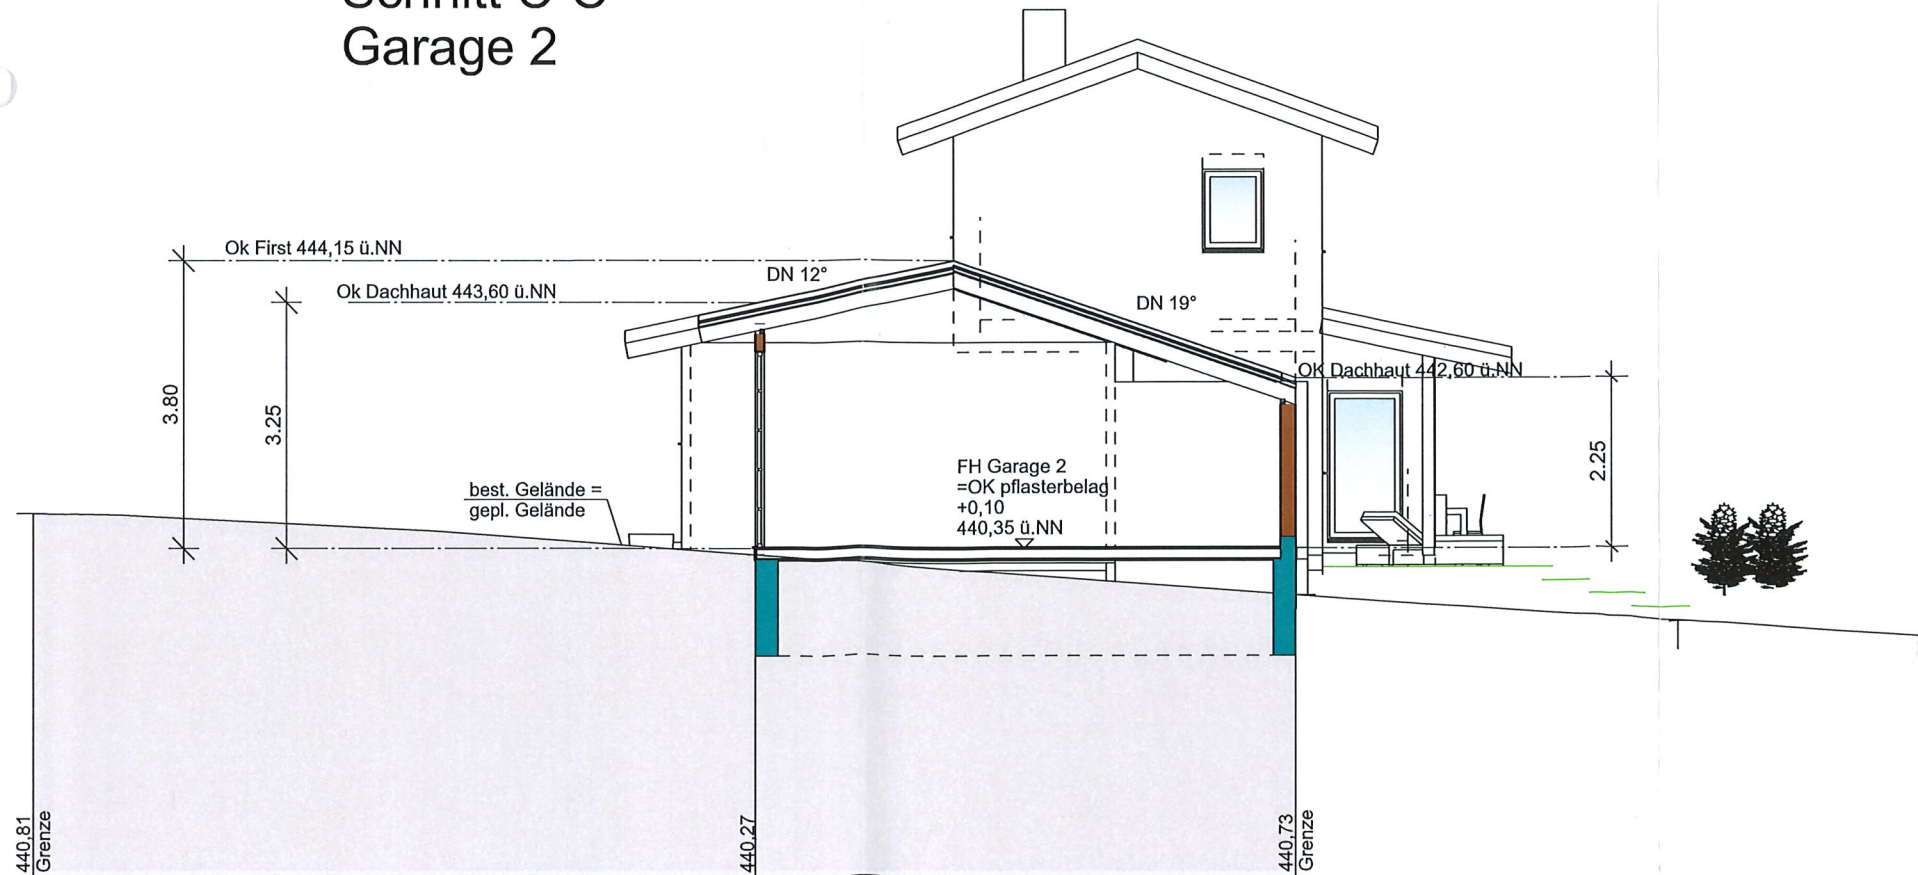 Schnitt C-C
Garage 2
Ok First 444,15 ü.NN
DN 12°
Ok Dachhaut 443,60 ü.NN
DN 19°
OK Dachhaut 442,60 ü.NN
3.80
3.25
2.25
FH Garage 2
=OK pflasterbelag
+0,10
440,35 ü.NN
best. Gelände =
gepl. Gelände
440,81
Grenze
440,27
440,73
Grenze